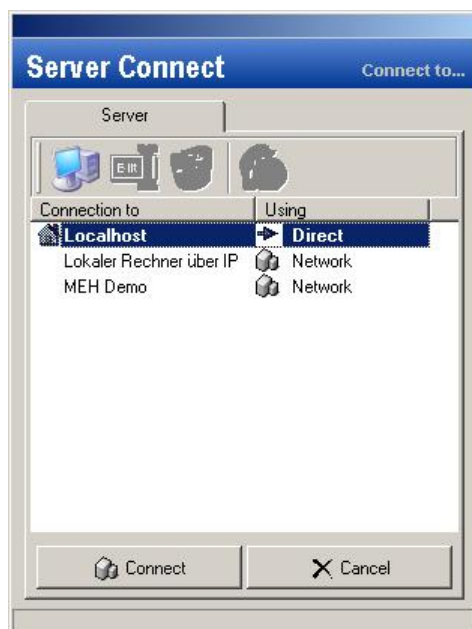 Server Connect
Connect to...
Server
Edit
Connection to Using
Localhost Direct
Lokaler Rechner über IP Network
MEH Demo Network
Connect Cancel